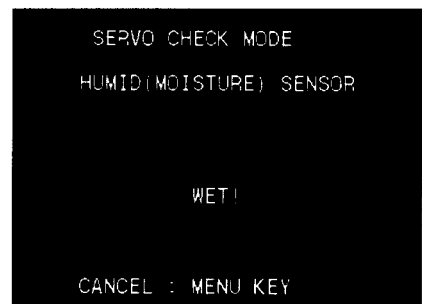 SERVO CHECK MODE
HUMID(MOISTURE) SENSOR
WET!
CANCEL : MENU KEY